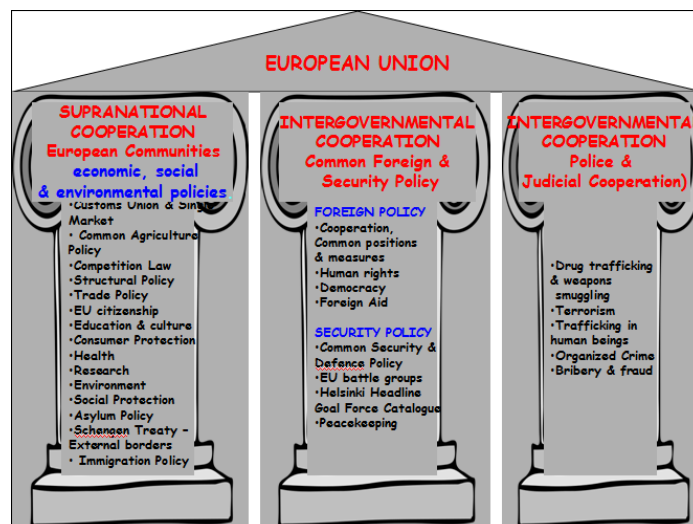 EUROPEAN UNION
SUPRANATIONAL
COOPERATION
European Communities
economic, social
& environmental policies
•Customs Union & Single
Market
• Common Agriculture
Policy
•Competition Law
•Structural Policy
•Trade Policy
•EU citizenship
•Education & culture
•Consumer Protection
•Health
•Research
•Environment
•Social Protection
•Asylum Policy
•Schengen Treaty –
External borders
• Immigration Policy
INTERGOVERNMENTAL
COOPERATION
Common Foreign &
Security Policy
FOREIGN POLICY
•Cooperation,
Common positions
& measures
•Human rights
•Democracy
•Foreign Aid
SECURITY POLICY
•Common Security &
Defence Policy
•EU battle groups
•Helsinki Headline
Goal Force Catalogue
•Peacekeeping
INTERGOVERNMENTAL
COOPERATION
Police &
Judicial Cooperation)
•Drug trafficking
& weapons
smuggling
•Terrorism
•Trafficking in
human beings
•Organized Crime
•Bribery & fraud